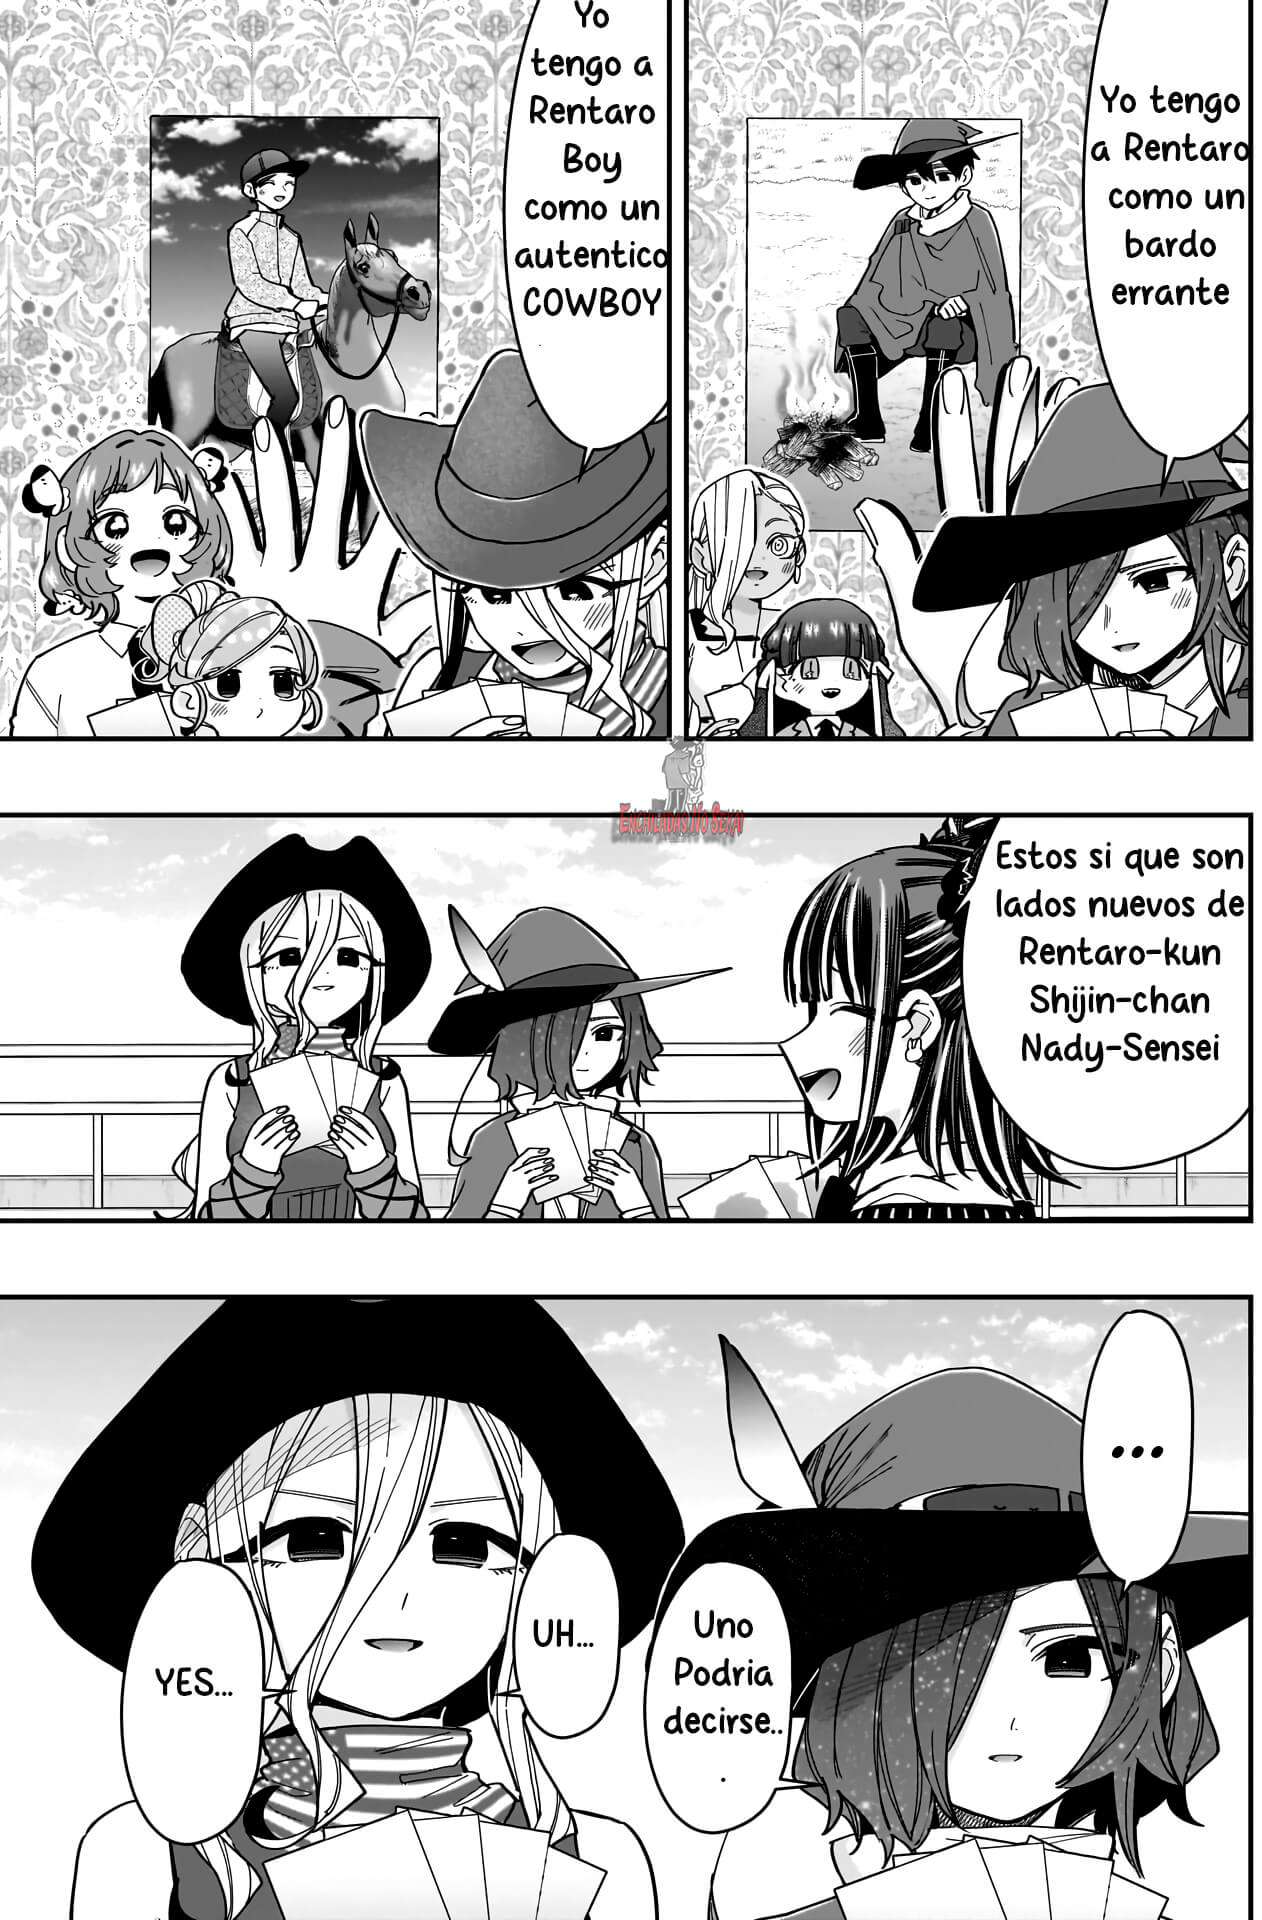 Yo tengo
a Rentaro
como un
bardo
errante
Yo
tengo a
Rentaro
Boy
como un
autentico
COWBOY
ENCHILADAS NO SEKAI
Estos si que son
lados nuevos de
Rentaro-kun
Shijin-chan
Nady-Sensei
...
Uno
Podria
decirse..
.
UH...
YES...